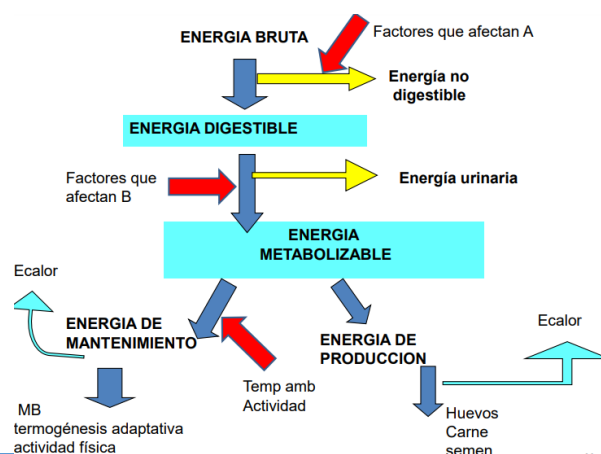 ENERGIA BRUTA
Factores que afectan A
Energía no
digestible
ENERGIA DIGESTIBLE
Factores que
afectan B
Energía urinaria
ENERGIA
METABOLIZABLE
Ecalor
ENERGIA DE
MANTENIMIENTO
ENERGIA DE
PRODUCCION
Ecalor
Temp amb
Actividad
MB
termogénesis adaptativa
actividad física
Huevos
Carne
semen